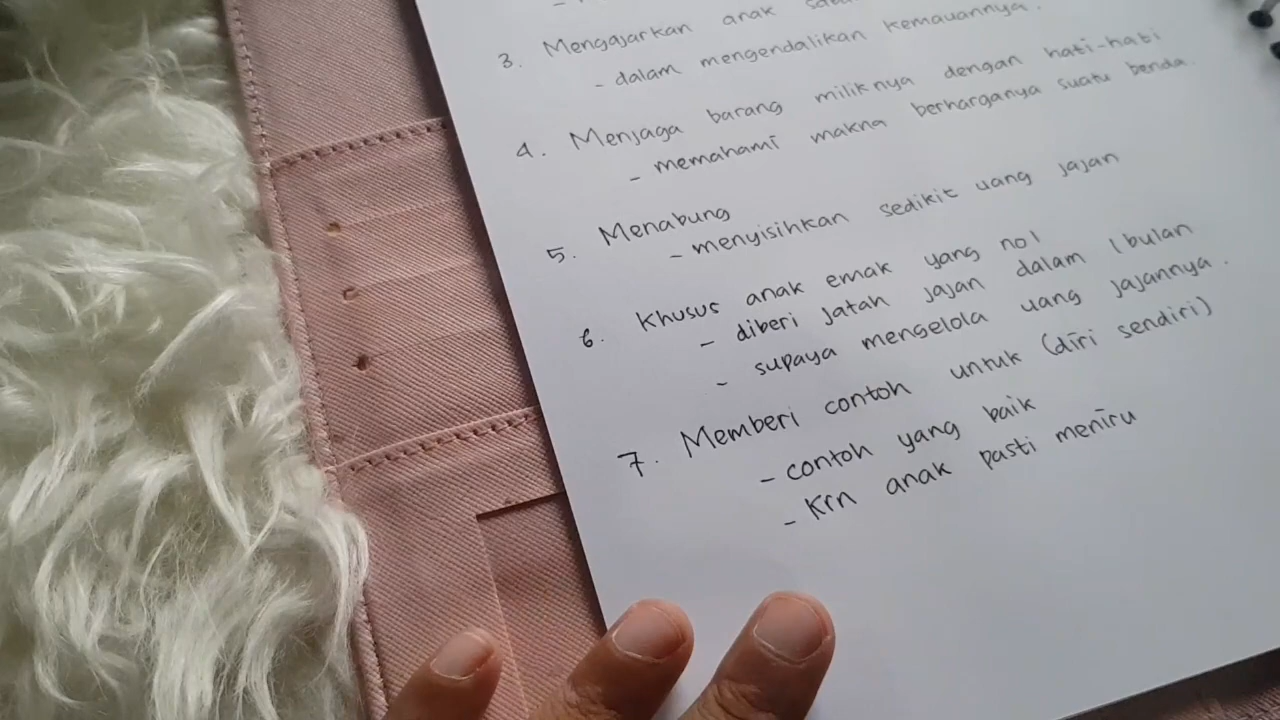 3. Mengajarkan anak
- dalam mengendalikan kemauannya.
4. Menjaga barang miliknya dengan hati-hati
- memahami makna berharganya suatu benda.
5. Menabung
- menyisihkan sedikit uang jajan
6. Khusus anak emak yang no 1
- diberi jatah jajan dalam 1 bulan
- supaya mengelola uang jajannya.
7. Memberi contoh untuk (diri sendiri)
- contoh yang baik
- Krn anak pasti meniru